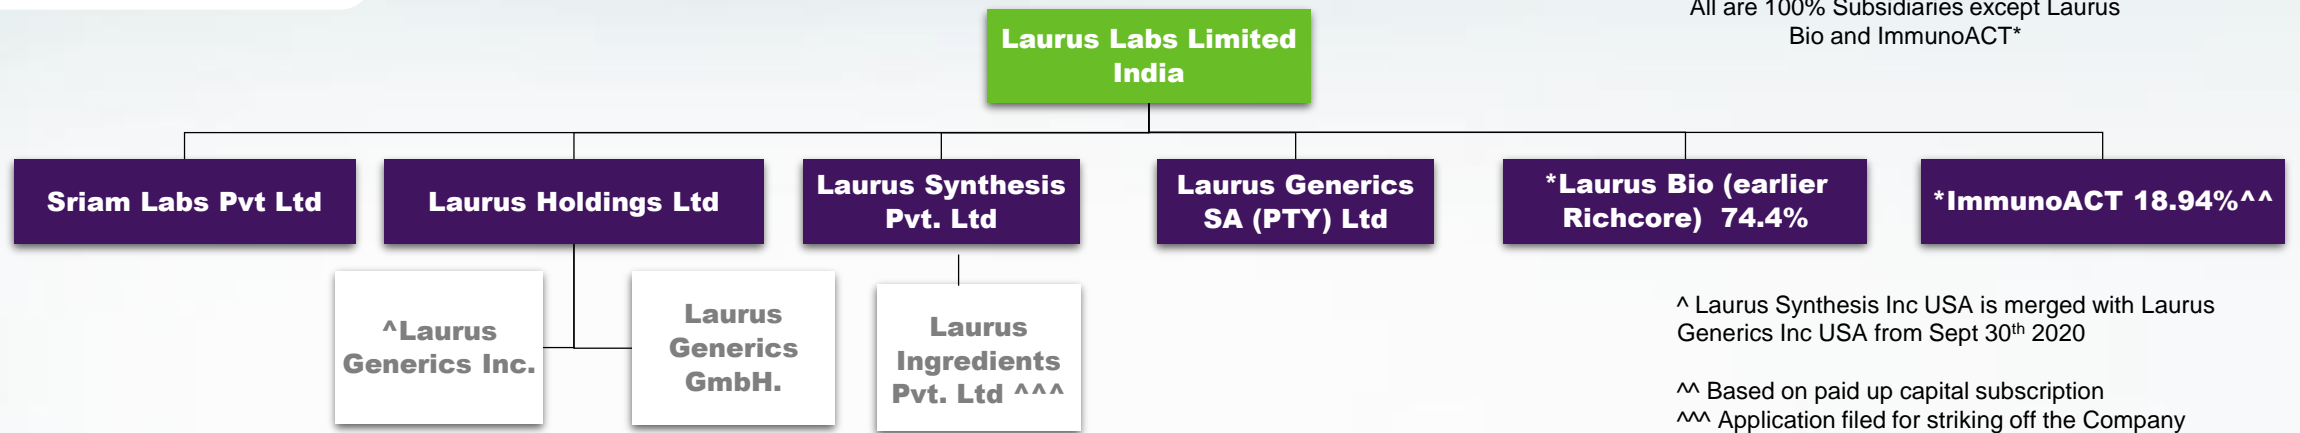 All are 100% Subsidiaries except Laurus
Bio and ImmunoACT*
Laurus Labs Limited
India
Sriam Labs Pvt Ltd
Laurus Holdings Ltd
Laurus Synthesis
Pvt. Ltd
Laurus Generics
SA (PTY) Ltd
*Laurus Bio (earlier
Richcore) 74.4%
*ImmunoACT 18.94%^^
^Laurus
Generics Inc.
Laurus
Generics
GmbH.
Laurus
Ingredients
Pvt. Ltd ^^^
^ Laurus Synthesis Inc USA is merged with Laurus
Generics Inc USA from Sept 30th 2020
^^ Based on paid up capital subscription
^^^ Application filed for striking off the Company